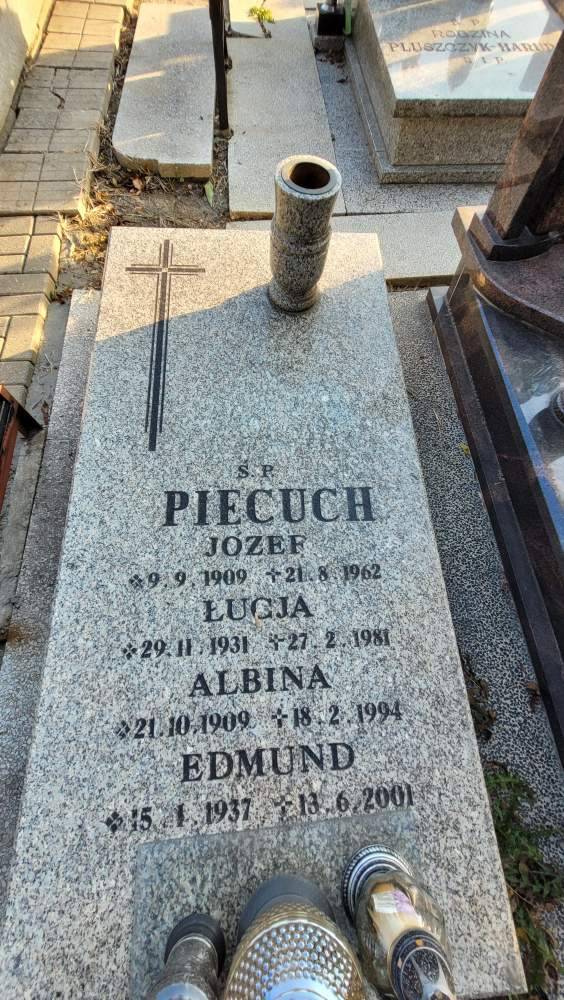 Ś. P.
RODZINA
PLUSZCZYK-HARUP
R I P
Ś. P.
PIECUCH
JOZEF
9. 9. 1909 21. 8. 1962
ŁUCJA
29. 11. 1931 27. 2. 1981
ALBINA
21. 10. 1909 18. 2. 1994
EDMUND
15. 1. 1937 13. 6. 2001